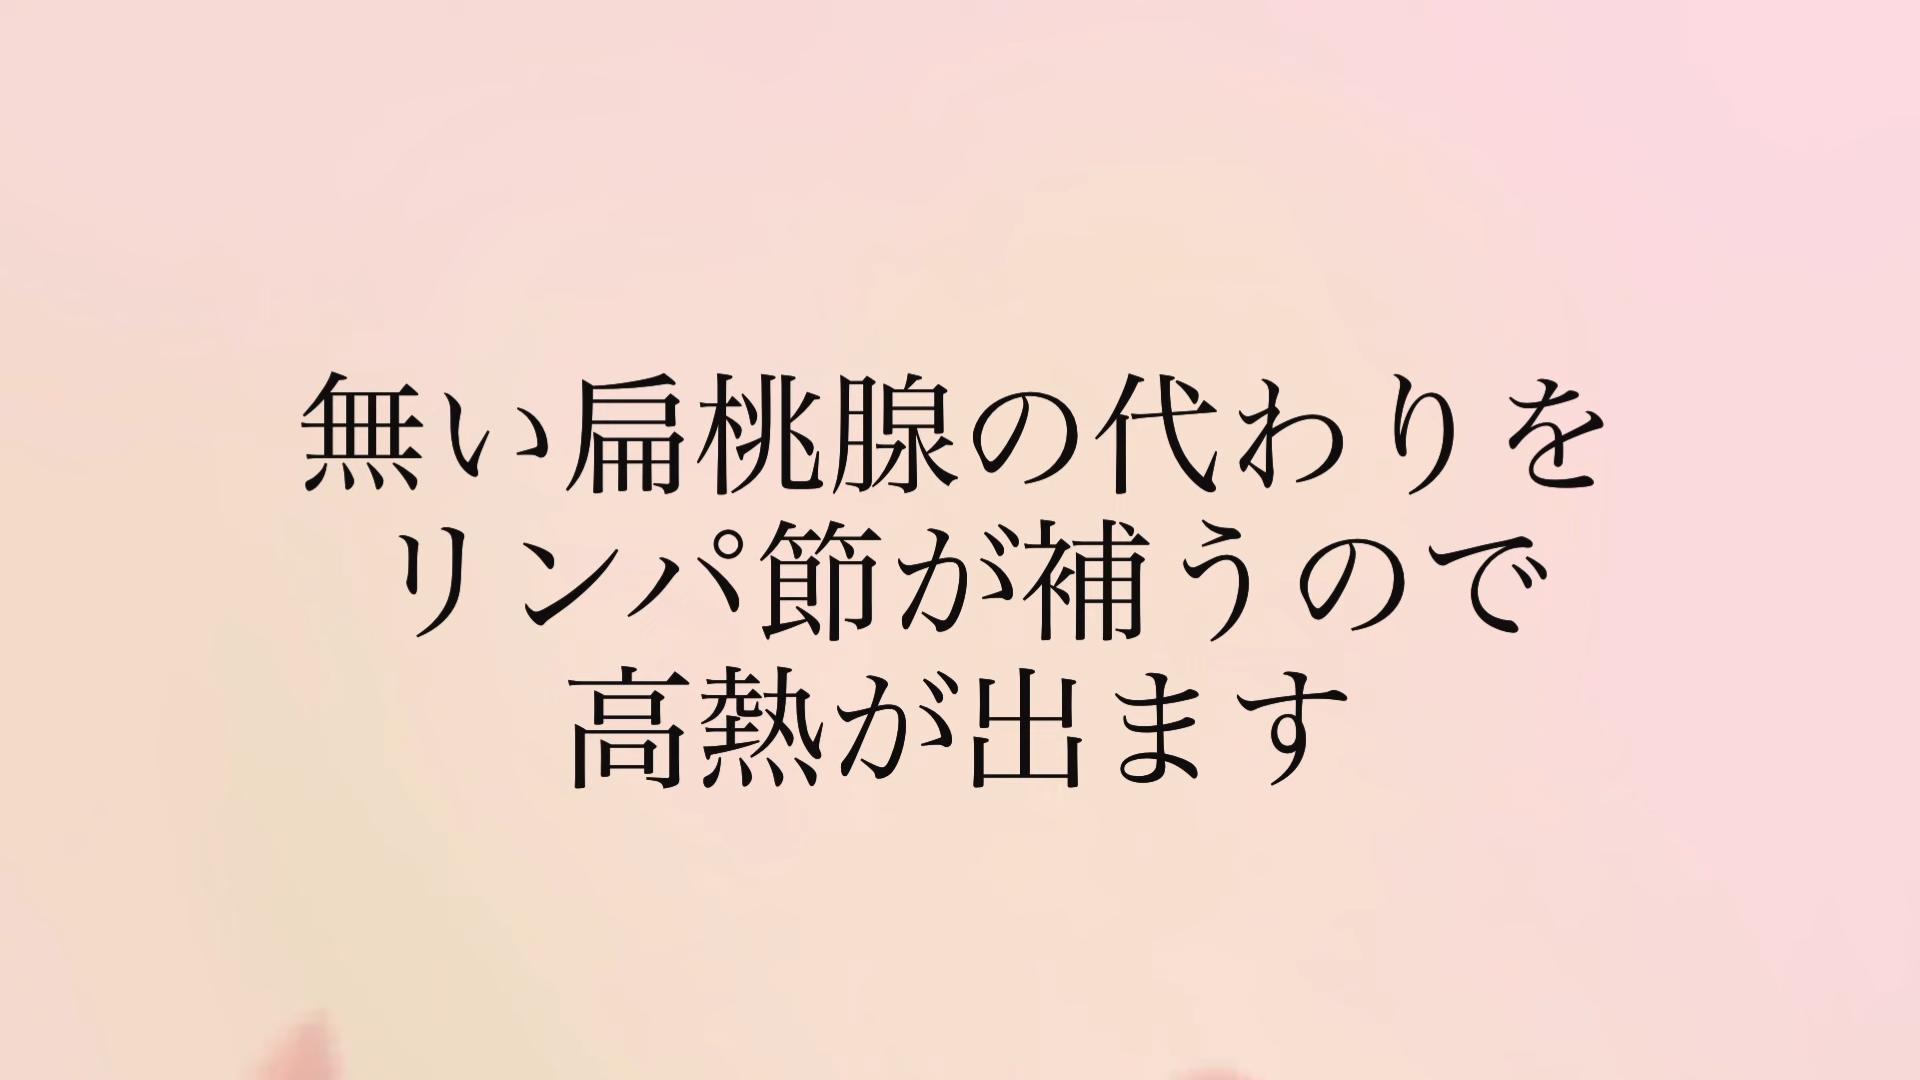 無い扁桃腺の代わりを
リンパ節が補うので
高熱が出ます